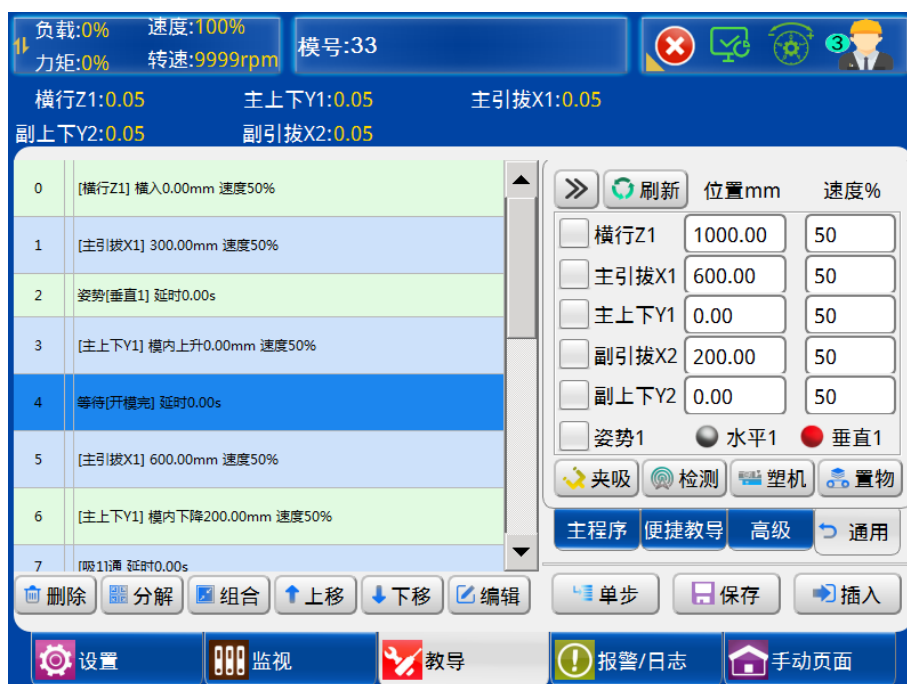 负载:0% 速度:100%
力矩:0% 转速:9999rpm
模号:33
3
横行Z1:0.05 主上下Y1:0.05 主引拔X1:0.05
副上下Y2:0.05 副引拔X2:0.05
0 [横行Z1] 横入0.00mm 速度50%
1 [主引拔X1] 300.00mm 速度50%
2 姿势[垂直1] 延时0.00s
3 [主上下Y1] 模内上升0.00mm 速度50%
4 等待[开模完] 延时0.00s
5 [主引拔X1] 600.00mm 速度50%
6 [主上下Y1] 模内下降200.00mm 速度50%
7 [吸1]通 延时0.00s
刷新 位置mm 速度%
横行Z1 1000.00 50
主引拔X1 600.00 50
主上下Y1 0.00 50
副引拔X2 200.00 50
副上下Y2 0.00 50
姿势1 水平1 垂直1
夹吸 检测 塑机 置物
主程序 便捷教导 高级 通用
删除 分解 组合 上移 下移 编辑 单步 保存 插入
设置 监视 教导 报警/日志 手动页面